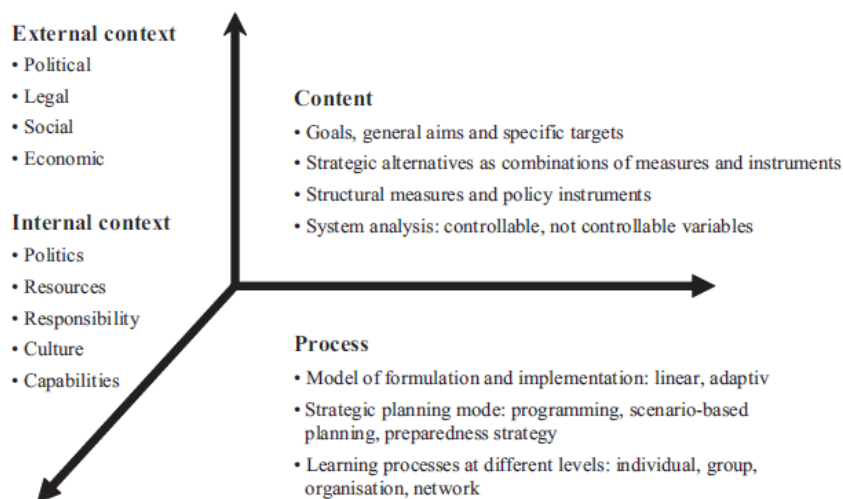 External context
• Political
• Legal
• Social
• Economic
Internal context
• Politics
• Resources
• Responsibility
• Culture
• Capabilities
Content
• Goals, general aims and specific targets
• Strategic alternatives as combinations of measures and instruments
• Structural measures and policy instruments
• System analysis: controllable, not controllable variables
Process
• Model of formulation and implementation: linear, adaptiv
• Strategic planning mode: programming, scenario-based
planning, preparedness strategy
• Learning processes at different levels: individual, group,
organisation, network